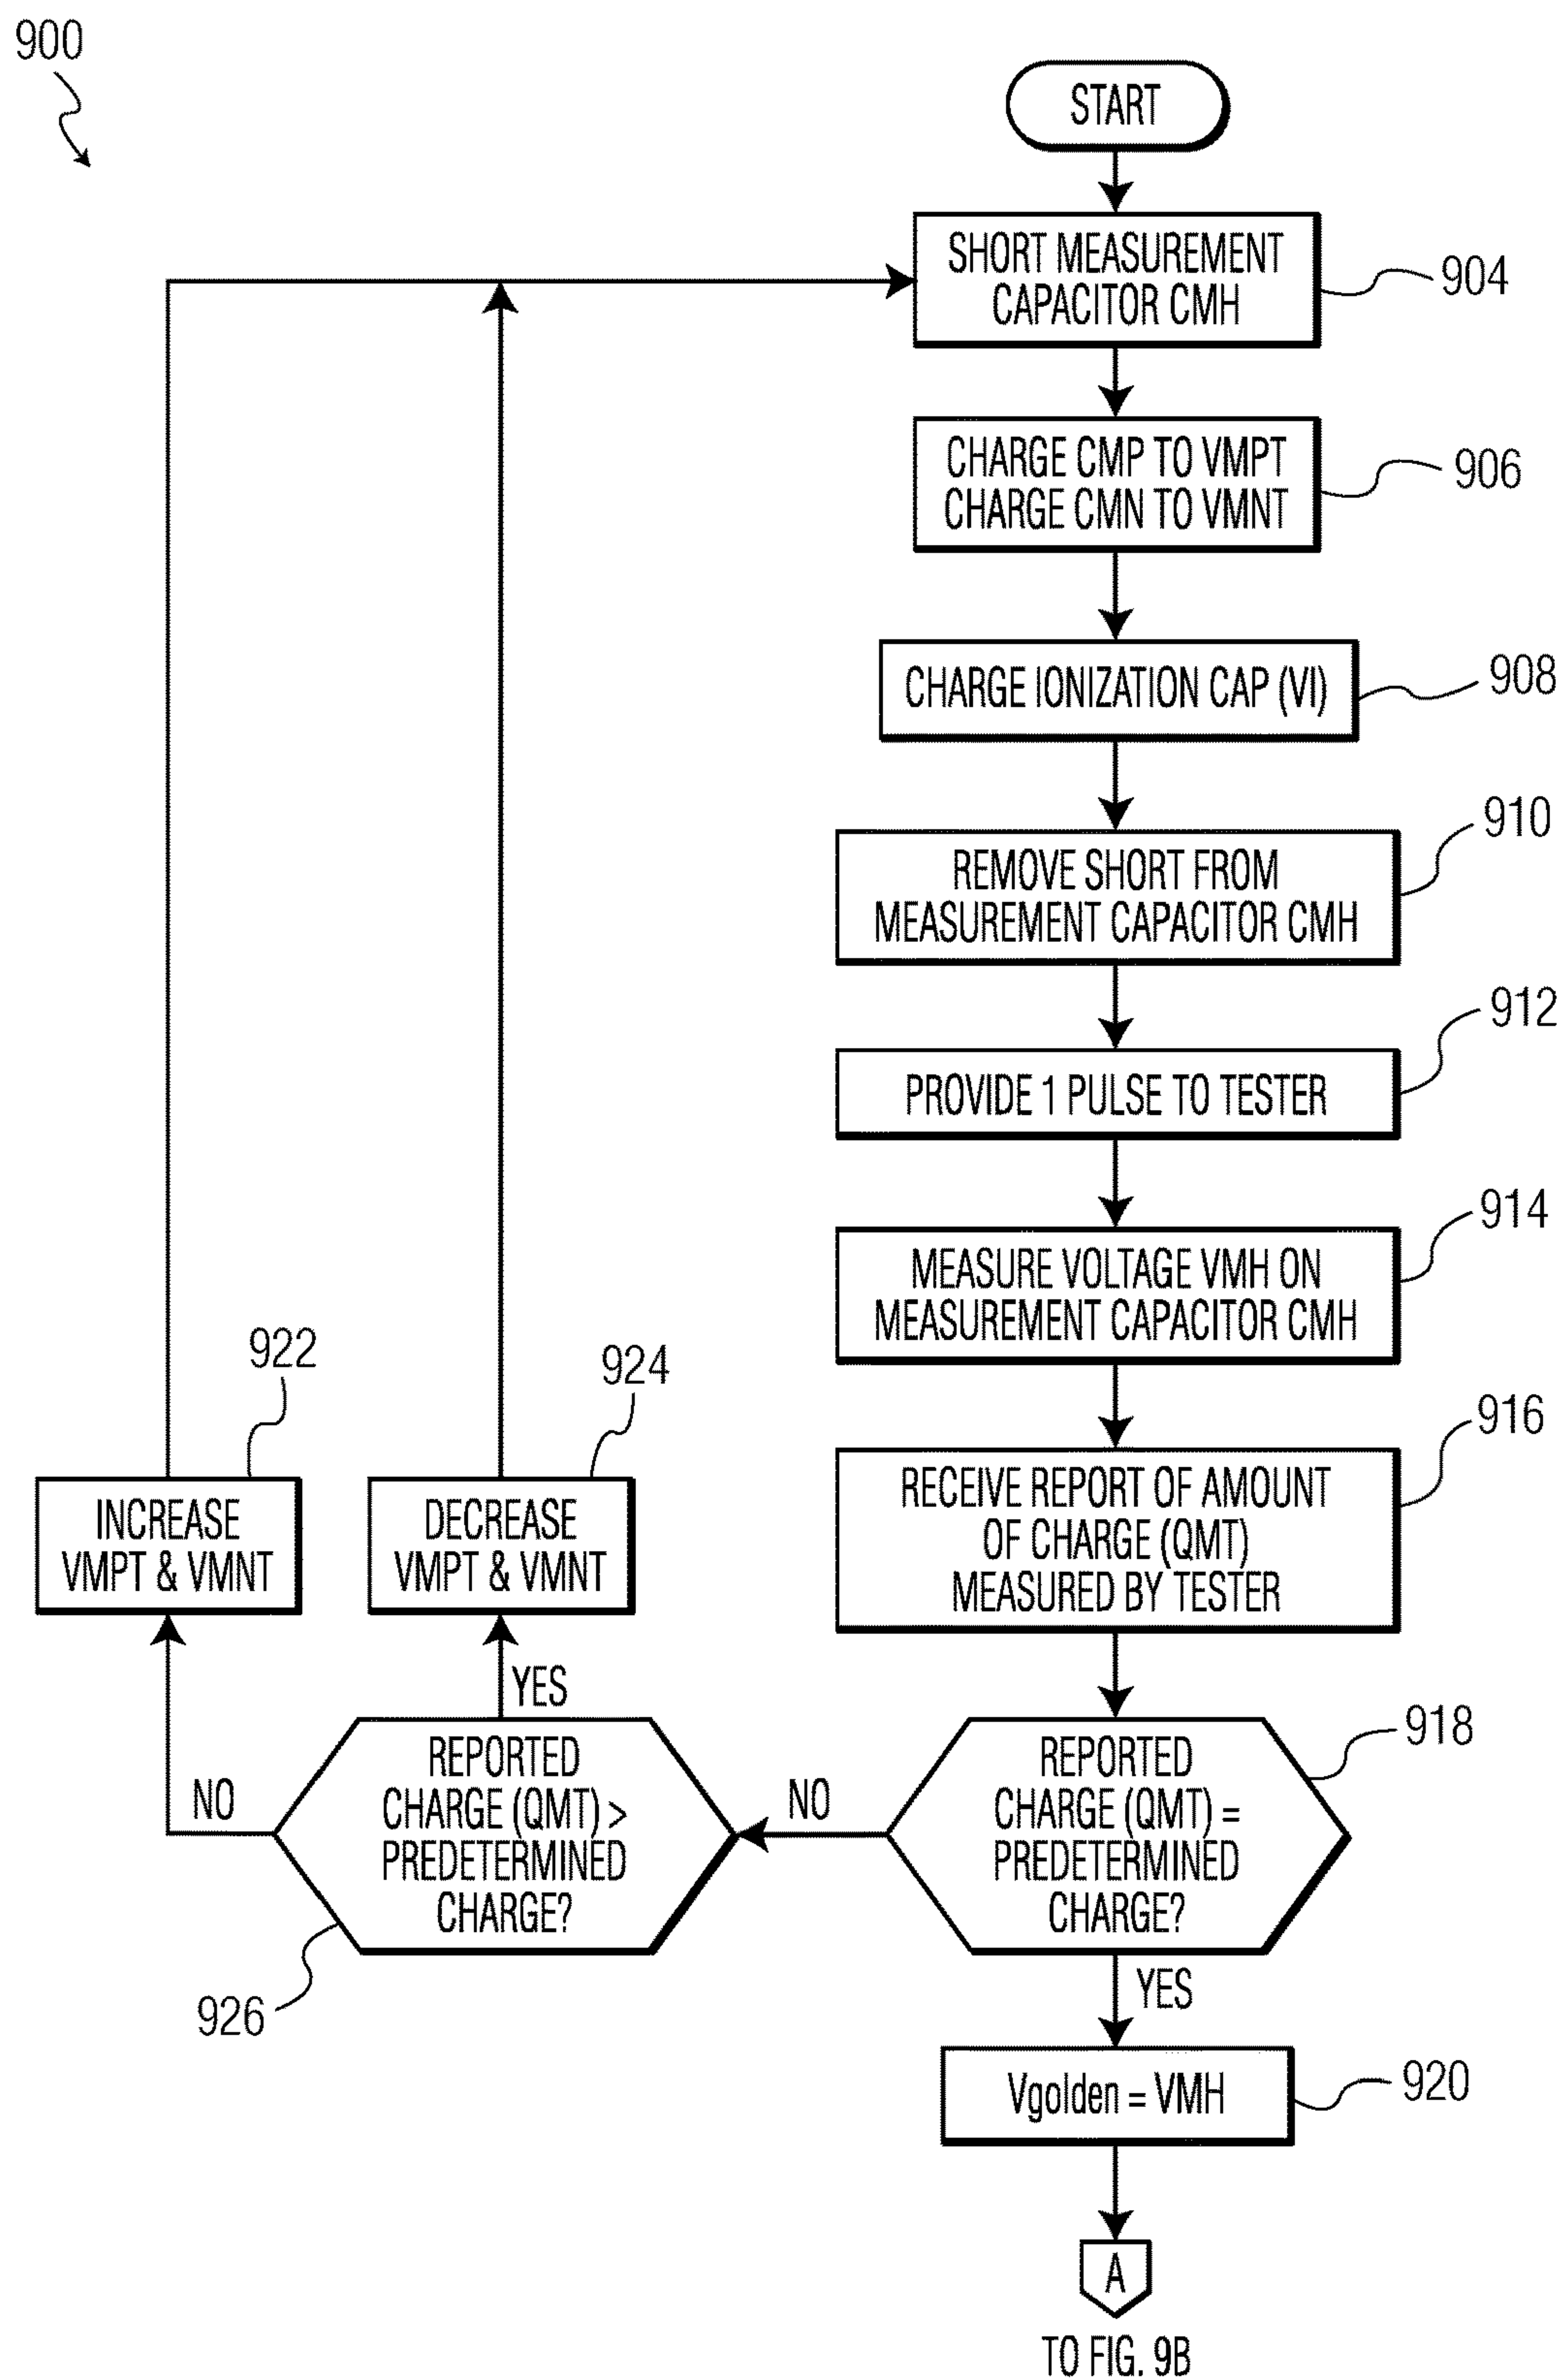 900
START
SHORT MEASUREMENT
CAPACITOR CMH
904
CHARGE CMP TO VMPT
CHARGE CMN TO VMNT
906
CHARGE IONIZATION CAP (VI)
908
REMOVE SHORT FROM
MEASUREMENT CAPACITOR CMH
910
PROVIDE 1 PULSE TO TESTER
912
MEASURE VOLTAGE VMH ON
MEASUREMENT CAPACITOR CMH
914
RECEIVE REPORT OF AMOUNT
OF CHARGE (QMT)
MEASURED BY TESTER
916
REPORTED
CHARGE (QMT) =
PREDETERMINED
CHARGE?
918
NO
REPORTED
CHARGE (QMT) >
PREDETERMINED
CHARGE?
926
YES
DECREASE
VMPT & VMNT
924
NO
INCREASE
VMPT & VMNT
922
YES
Vgolden = VMH
920
A
TO FIG. 9B